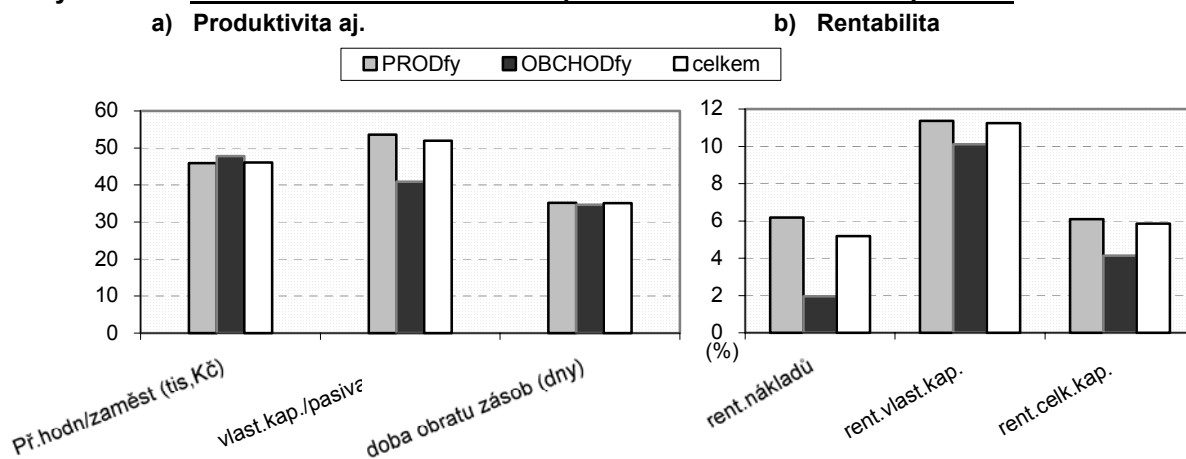 a) Produktivita aj.
b) Rentabilita
PRODfy OBCHODfy celkem
60
50
40
30
20
10
0
Př.hodn/zaměst (tis,Kč)
vlast.kap./pasiva
doba obratu zásob (dny)
12
10
8
6
4
2
0
(%)
rent.nákladů
rent.vlast.kap.
rent.celk.kap.